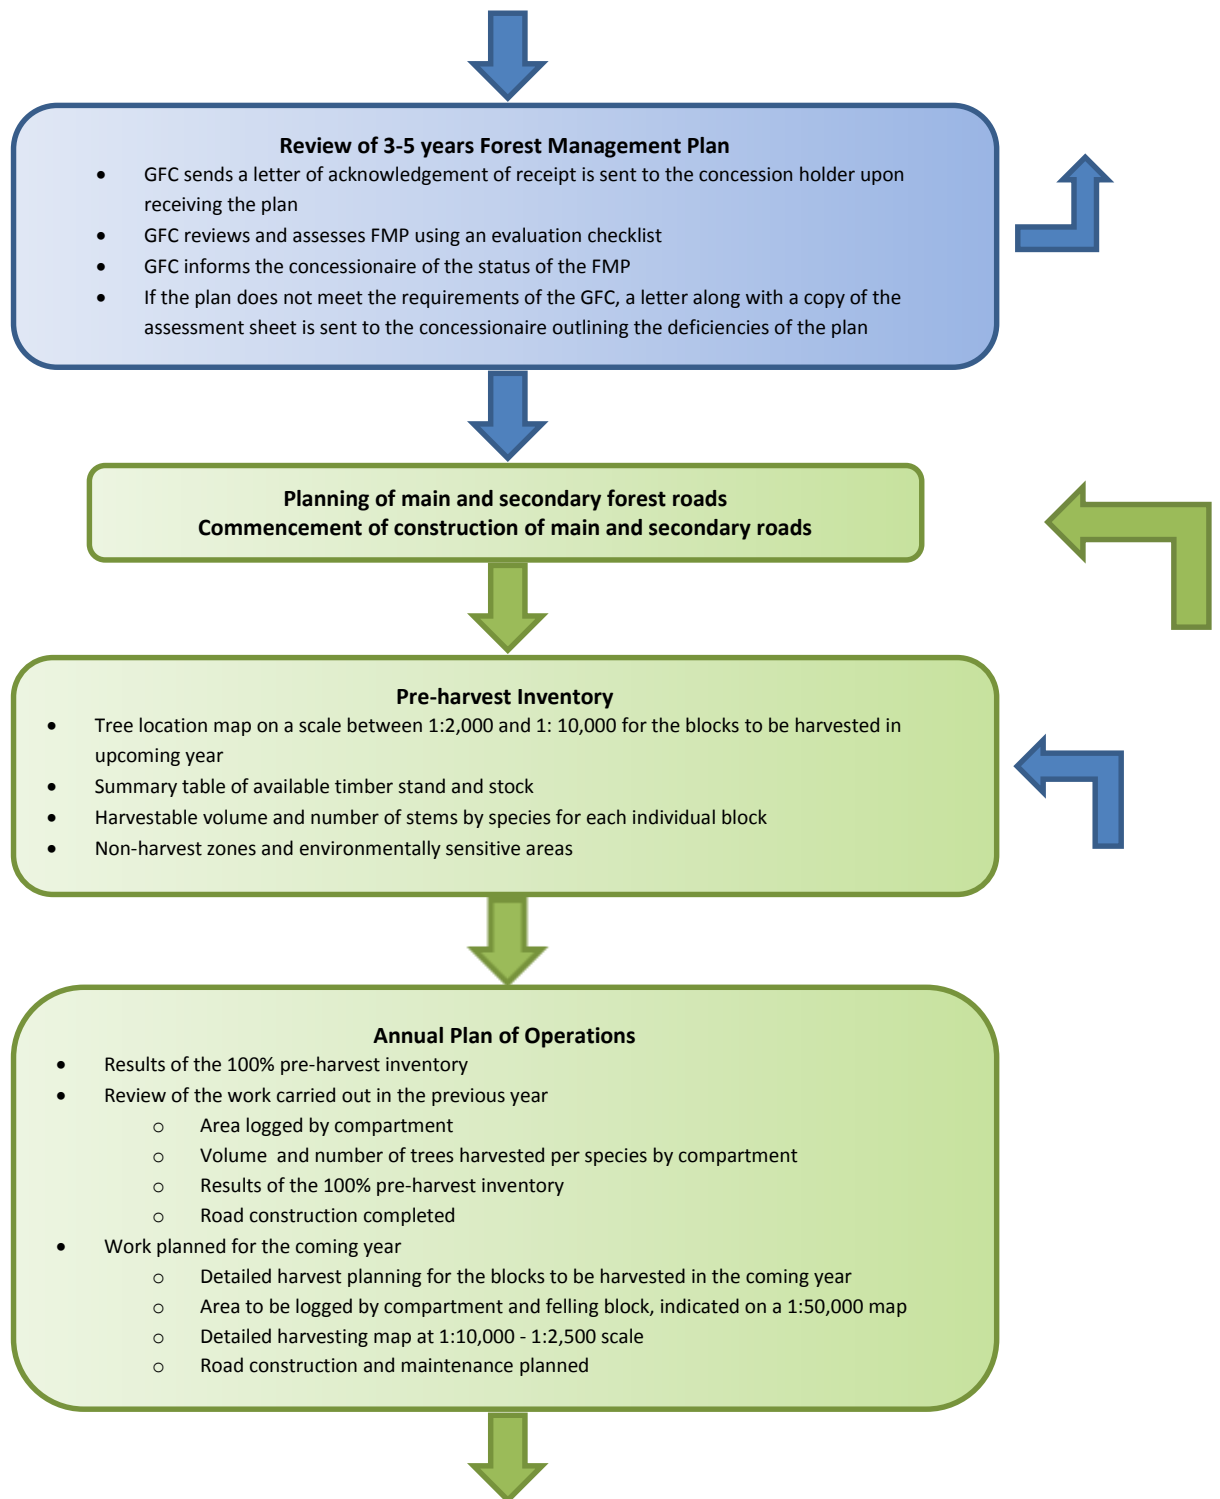 Review of 3-5 years Forest Management Plan
• GFC sends a letter of acknowledgement of receipt is sent to the concession holder upon
receiving the plan
• GFC reviews and assesses FMP using an evaluation checklist
• GFC informs the concessionaire of the status of the FMP
• If the plan does not meet the requirements of the GFC, a letter along with a copy of the
assessment sheet is sent to the concessionaire outlining the deficiencies of the plan
Planning of main and secondary forest roads
Commencement of construction of main and secondary roads
Pre-harvest Inventory
• Tree location map on a scale between 1:2,000 and 1: 10,000 for the blocks to be harvested in
upcoming year
• Summary table of available timber stand and stock
• Harvestable volume and number of stems by species for each individual block
• Non-harvest zones and environmentally sensitive areas
Annual Plan of Operations
• Results of the 100% pre-harvest inventory
• Review of the work carried out in the previous year
o Area logged by compartment
o Volume and number of trees harvested per species by compartment
o Results of the 100% pre-harvest inventory
o Road construction completed
• Work planned for the coming year
o Detailed harvest planning for the blocks to be harvested in the coming year
o Area to be logged by compartment and felling block, indicated on a 1:50,000 map
o Detailed harvesting map at 1:10,000 - 1:2,500 scale
o Road construction and maintenance planned